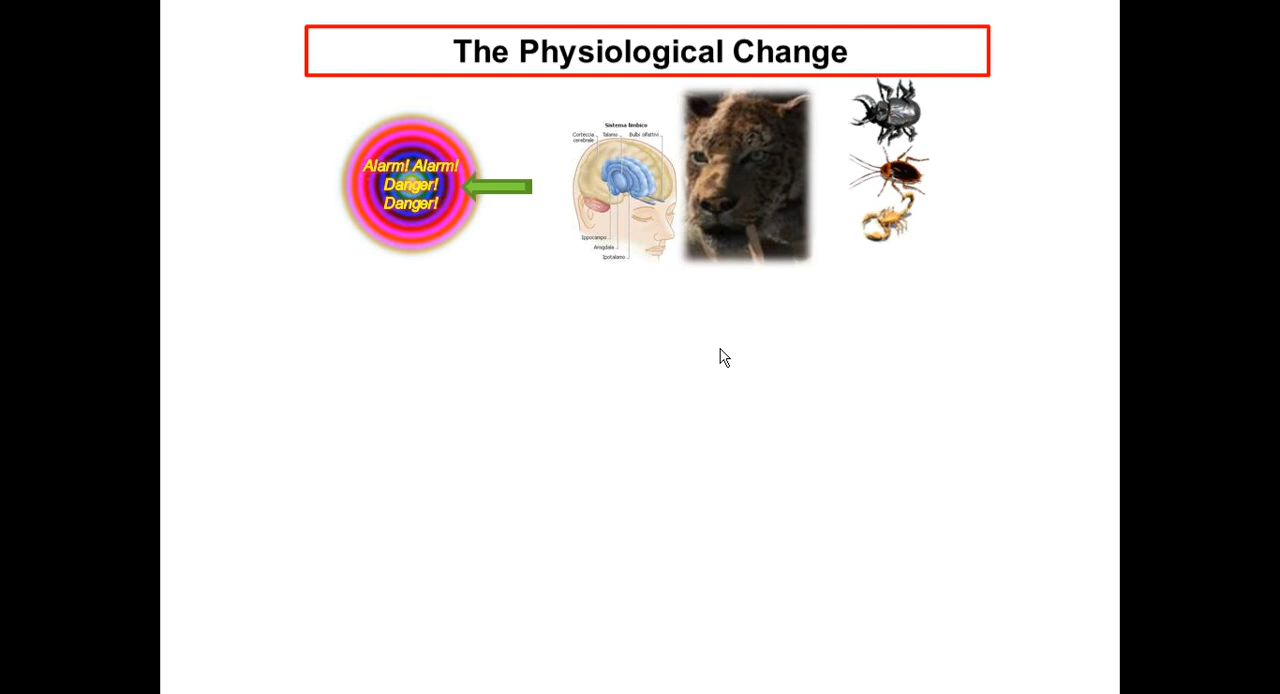 The Physiological Change
Alarm! Alarm!
Danger!
Danger!
Sistema limbico
Corteccia
cerebrale
Talamo
Bulbi olfattivi
Ippocampo
Amigdala
Ipotalamo